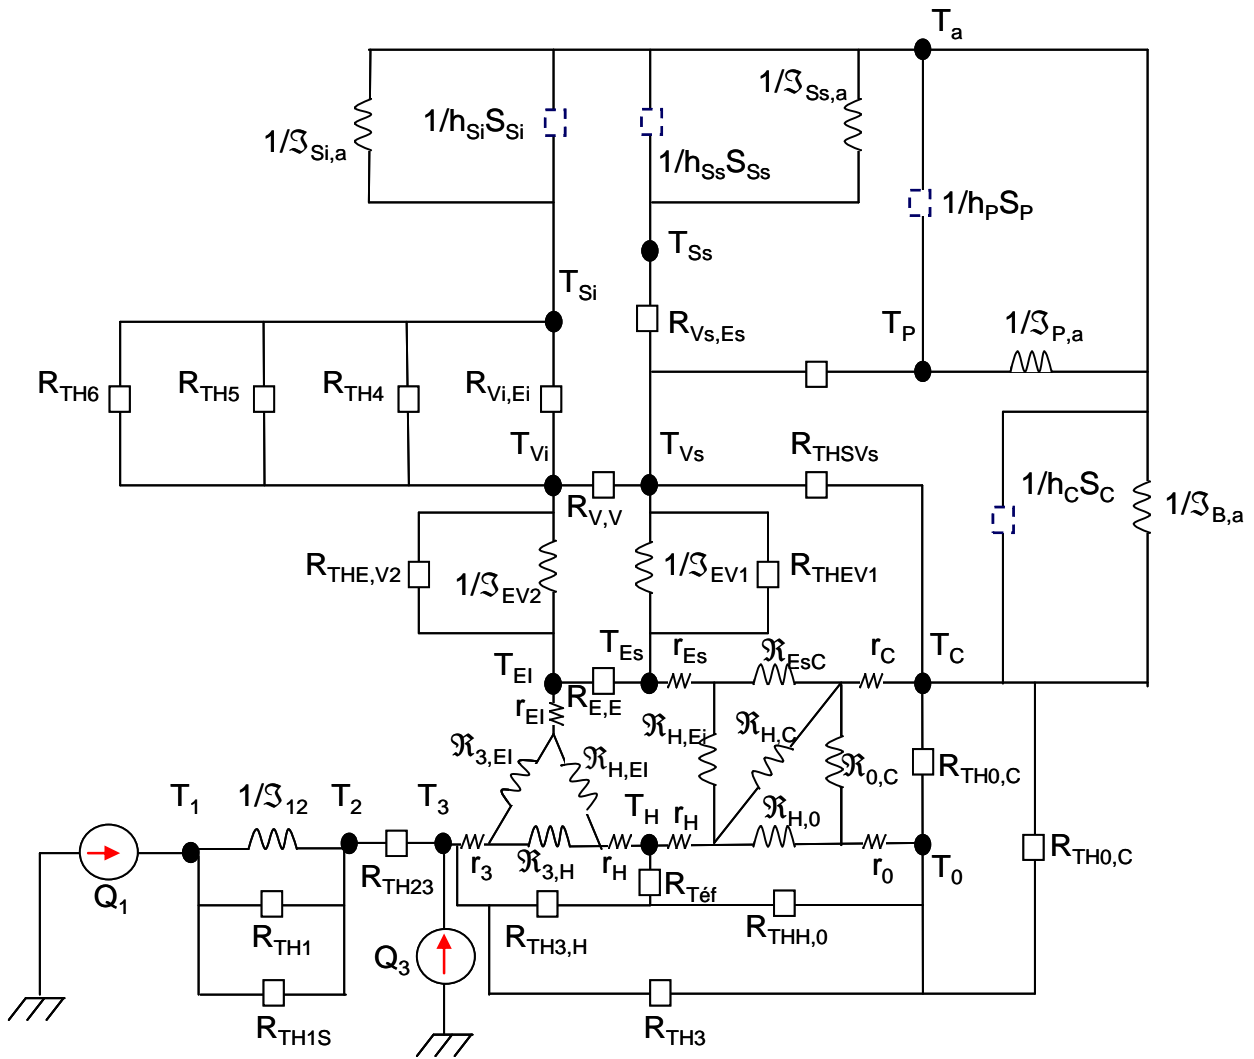 Ta
1/ℑSi,a
1/hSiSSi
1/ℑSs,a
1/hSsSSs
1/hPSP
TSs
TSi
RVs,Es
TP
1/ℑP,a
RTH6
RTH5
RTH4
RVi,Ei
TVi
TVs
RTHSVs
RV,V
1/hCSC
1/ℑB,a
RTHE,V2
1/ℑEV2
1/ℑEV1
RTHEV1
TEI
TEs
rEs
ℜEsC
rC
TC
rEI
RE,E
ℜH,Ei
ℜH,C
ℜ3,EI
ℜH,EI
ℜ0,C
RTH0,C
T1
1/ℑ12
T2
T3
TH
rH
ℜH,0
RTH23
r3
ℜ3,H
rH
r0
T0
RTH0,C
RTéf
Q1
RTH1
Q3
RTH3,H
RTHH,0
RTH1S
RTH3